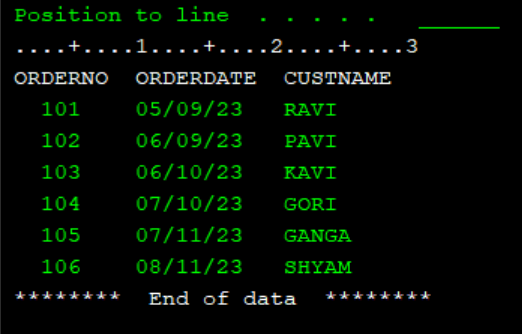 Position to line . . . . .
....+....1....+....2....+....3
ORDERNO ORDERDATE CUSTNAME
101 05/09/23 RAVI
102 06/09/23 PAVI
103 06/10/23 KAVI
104 07/10/23 GORI
105 07/11/23 GANGA
106 08/11/23 SHYAM
******** End of data ********